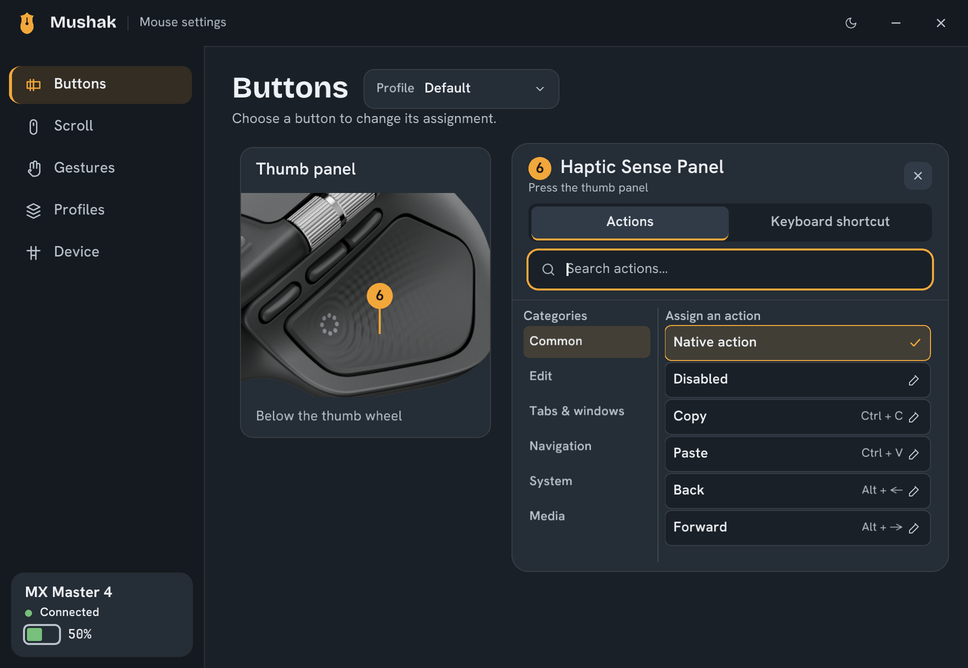 Mushak
Mouse settings
Buttons
Scroll
Gestures
Profiles
Device
MX Master 4
Connected
50%
Buttons
Profile Default
Choose a button to change its assignment.
Thumb panel
6
Below the thumb wheel
6 Haptic Sense Panel
Press the thumb panel
Actions
Keyboard shortcut
Search actions...
Categories
Common
Edit
Tabs & windows
Navigation
System
Media
Assign an action
Native action
Disabled
Copy Ctrl + C
Paste Ctrl + V
Back Alt + ←
Forward Alt + →